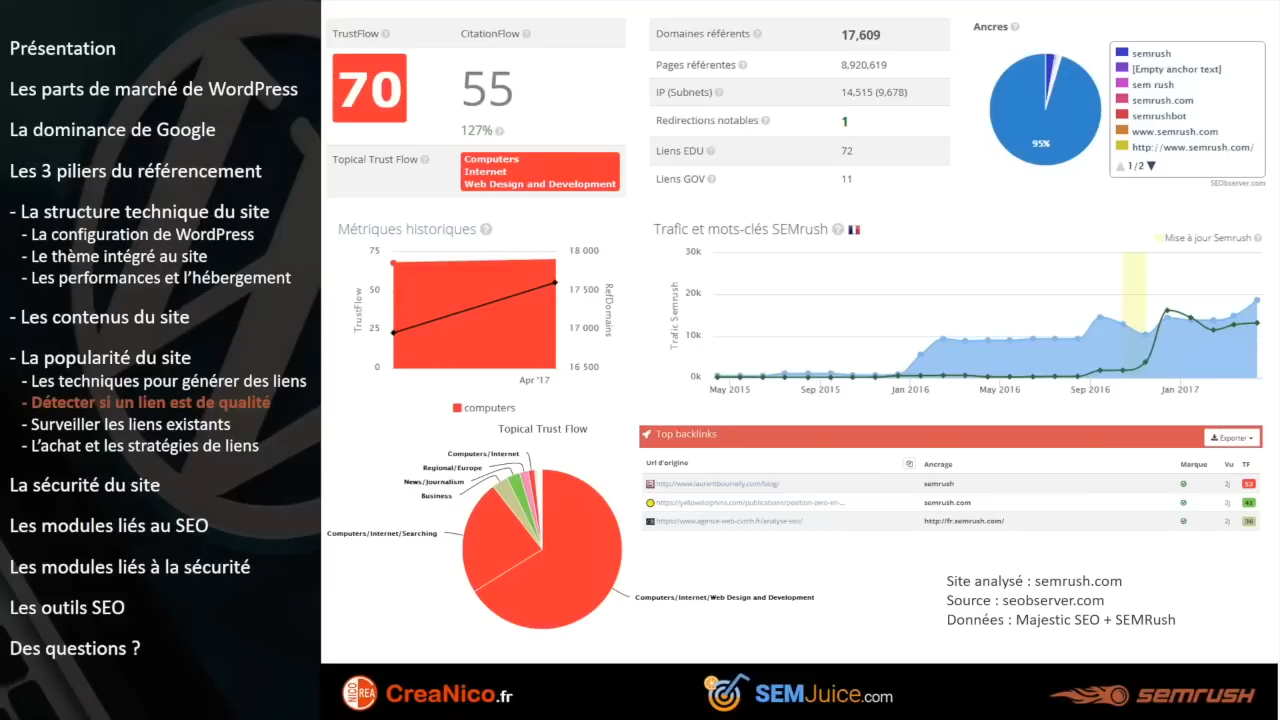 Présentation
Les parts de marché de WordPress
La dominance de Google
Les 3 piliers du référencement
- La structure technique du site
- La configuration de WordPress
- Le thème intégré au site
- Les performances et l'hébergement
- Les contenus du site
- La popularité du site
- Les techniques pour générer des liens
- Détecter si un lien est de qualité
- Surveiller les liens existants
- L'achat et les stratégies de liens
La sécurité du site
Les modules liés au SEO
Les modules liés à la sécurité
Les outils SEO
Des questions ?
TrustFlow CitationFlow
70 55
127%
Topical Trust Flow
Computers
Internet
Web Design and Development
Domaines référents 17,609
Pages référentes 8,920,619
IP (Subnets) 14,515 (9,678)
Redirections notables 1
Liens EDU 72
Liens GOV 11
Ancres
95%
semrush
[Empty anchor text]
sem rush
semrush.com
semrushbot
www.semrush.com
http://www.semrush.com/
1/2
SEObserver.com
Métriques historiques
75
50
25
0
TrustFlow
18 000
17 500
17 000
16 500
RefDomains
Apr '17
computers
Trafic et mots-clés SEMrush
Mise à jour Semrush
30k
20k
10k
0k
Trafic Semrush
May 2015 Sep 2015 Jan 2016 May 2016 Sep 2016 Jan 2017
Topical Trust Flow
Computers/Internet
Regional/Europe
News/Journalism
Business
Computers/Internet/Searching
Computers/Internet/Web Design and Development
Top backlinks
Exporter
Url d'origine Ancrage Marque Vu TF
http://www.laurentbourrelly.com/blog/ semrush 2j 53
https://yellowdolphins.com/publications/position-zero-en-... semrush.com 2j 41
https://www.agence-web-cvmh.fr/analyse-seo/ http://fr.semrush.com/ 2j 36
Site analysé : semrush.com
Source : seobserver.com
Données : Majestic SEO + SEMRush
NICO CREA CreaNico.fr
SEMJuice.com
SEMRUSH